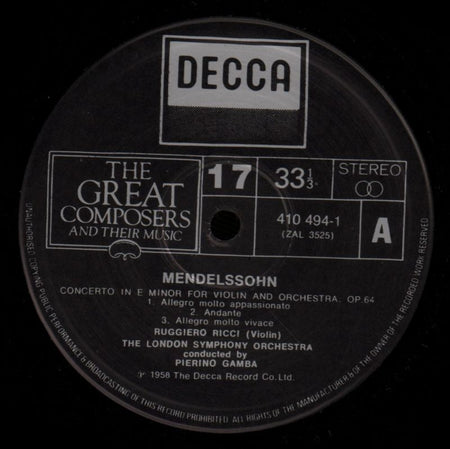 DECCA
THE
GREAT
COMPOSERS
AND THEIR MUSIC
17
33⅓
STEREO
410 494-1
(ZAL 3525)
A
MENDELSSOHN
CONCERTO IN E MINOR FOR VIOLIN AND ORCHESTRA, OP.64
1. Allegro molto appassionato
2. Andante
3. Allegro molto vivace
RUGGIERO RICCI (Violin)
THE LONDON SYMPHONY ORCHESTRA
conducted by
PIERINO GAMBA
℗ 1958 The Decca Record Co. Ltd.
UNAUTHORISED COPYING PUBLIC PERFORMANCE & BROADCASTING OF THIS RECORD PROHIBITED. ALL RIGHTS OF THE MANUFACTURER & OF THE OWNER OF THE RECORDED WORK RESERVED